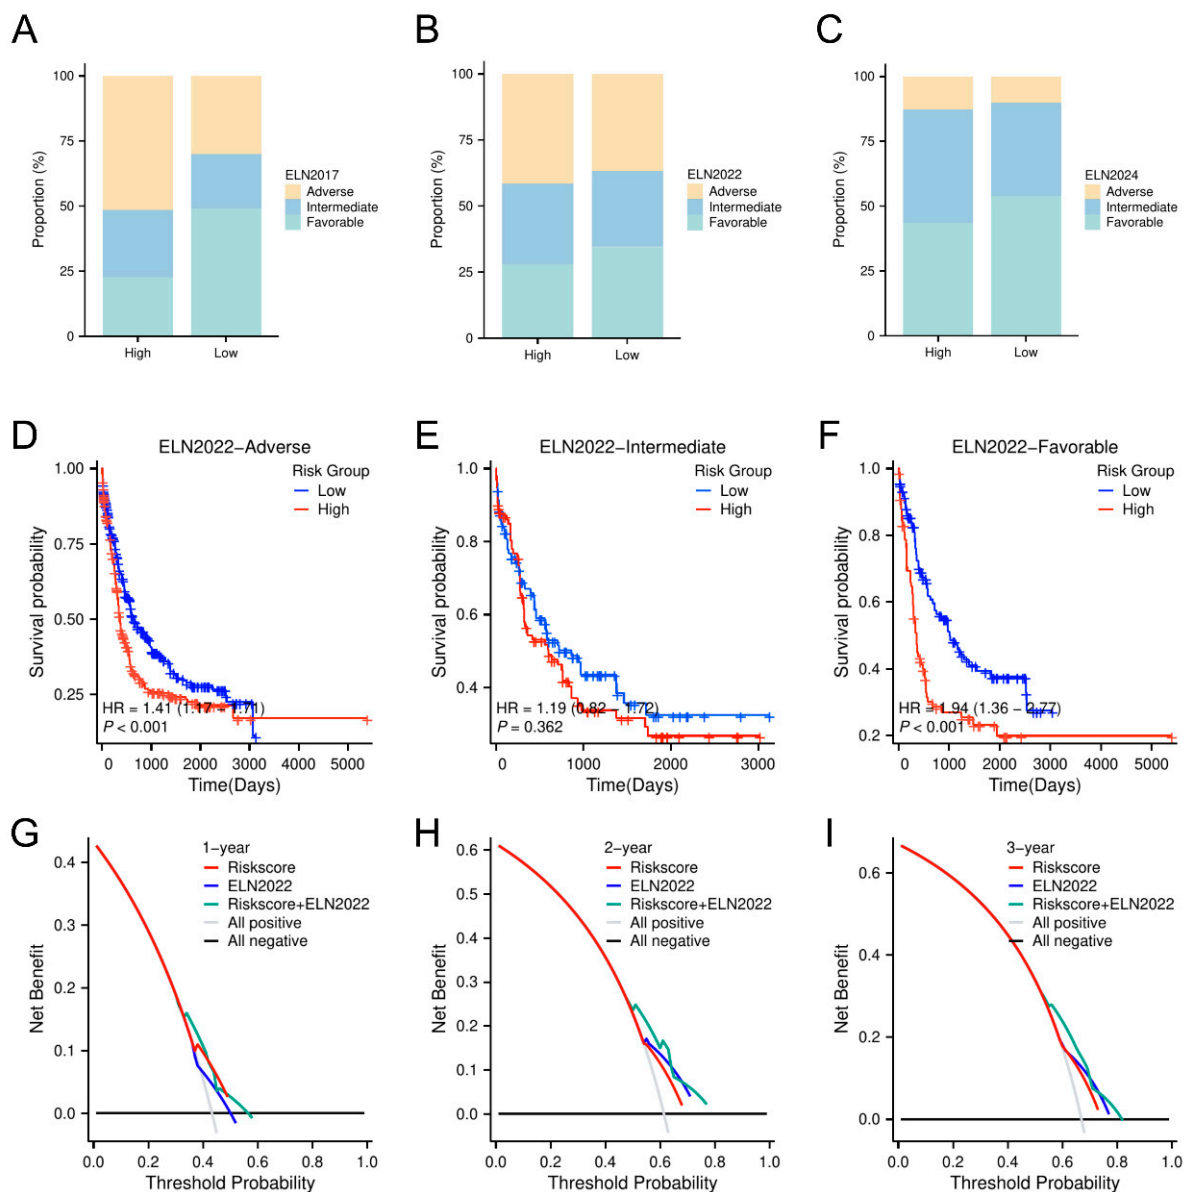 A
B
C
100
75
50
25
0
Proportion (%)
High
Low
ELN2017
Adverse
Intermediate
Favorable
100
75
50
25
0
Proportion (%)
High
Low
ELN2022
Adverse
Intermediate
Favorable
100
75
50
25
0
Proportion (%)
High
Low
ELN2024
Adverse
Intermediate
Favorable
D
ELN2022−Adverse
Risk Group
Low
High
1.00
0.75
0.50
0.25
Survival probability
HR = 1.41 (1.17 − 1.71)
P < 0.001
0 1000 2000 3000 4000 5000
Time(Days)
E
ELN2022−Intermediate
Risk Group
Low
High
1.0
0.8
0.6
0.4
Survival probability
HR = 1.19 (0.82 − 1.72)
P = 0.362
0 1000 2000 3000
Time(Days)
F
ELN2022−Favorable
Risk Group
Low
High
1.0
0.8
0.6
0.4
0.2
Survival probability
HR = 1.94 (1.36 − 2.77)
P < 0.001
0 1000 2000 3000 4000 5000
Time(Days)
G
1−year
Riskscore
ELN2022
Riskscore+ELN2022
All positive
All negative
0.4
0.3
0.2
0.1
0.0
Net Benefit
0.0 0.2 0.4 0.6 0.8 1.0
Threshold Probability
H
2−year
Riskscore
ELN2022
Riskscore+ELN2022
All positive
All negative
0.6
0.5
0.4
0.3
0.2
0.1
0.0
Net Benefit
0.0 0.2 0.4 0.6 0.8 1.0
Threshold Probability
I
3−year
Riskscore
ELN2022
Riskscore+ELN2022
All positive
All negative
0.6
0.4
0.2
0.0
Net Benefit
0.0 0.2 0.4 0.6 0.8 1.0
Threshold Probability